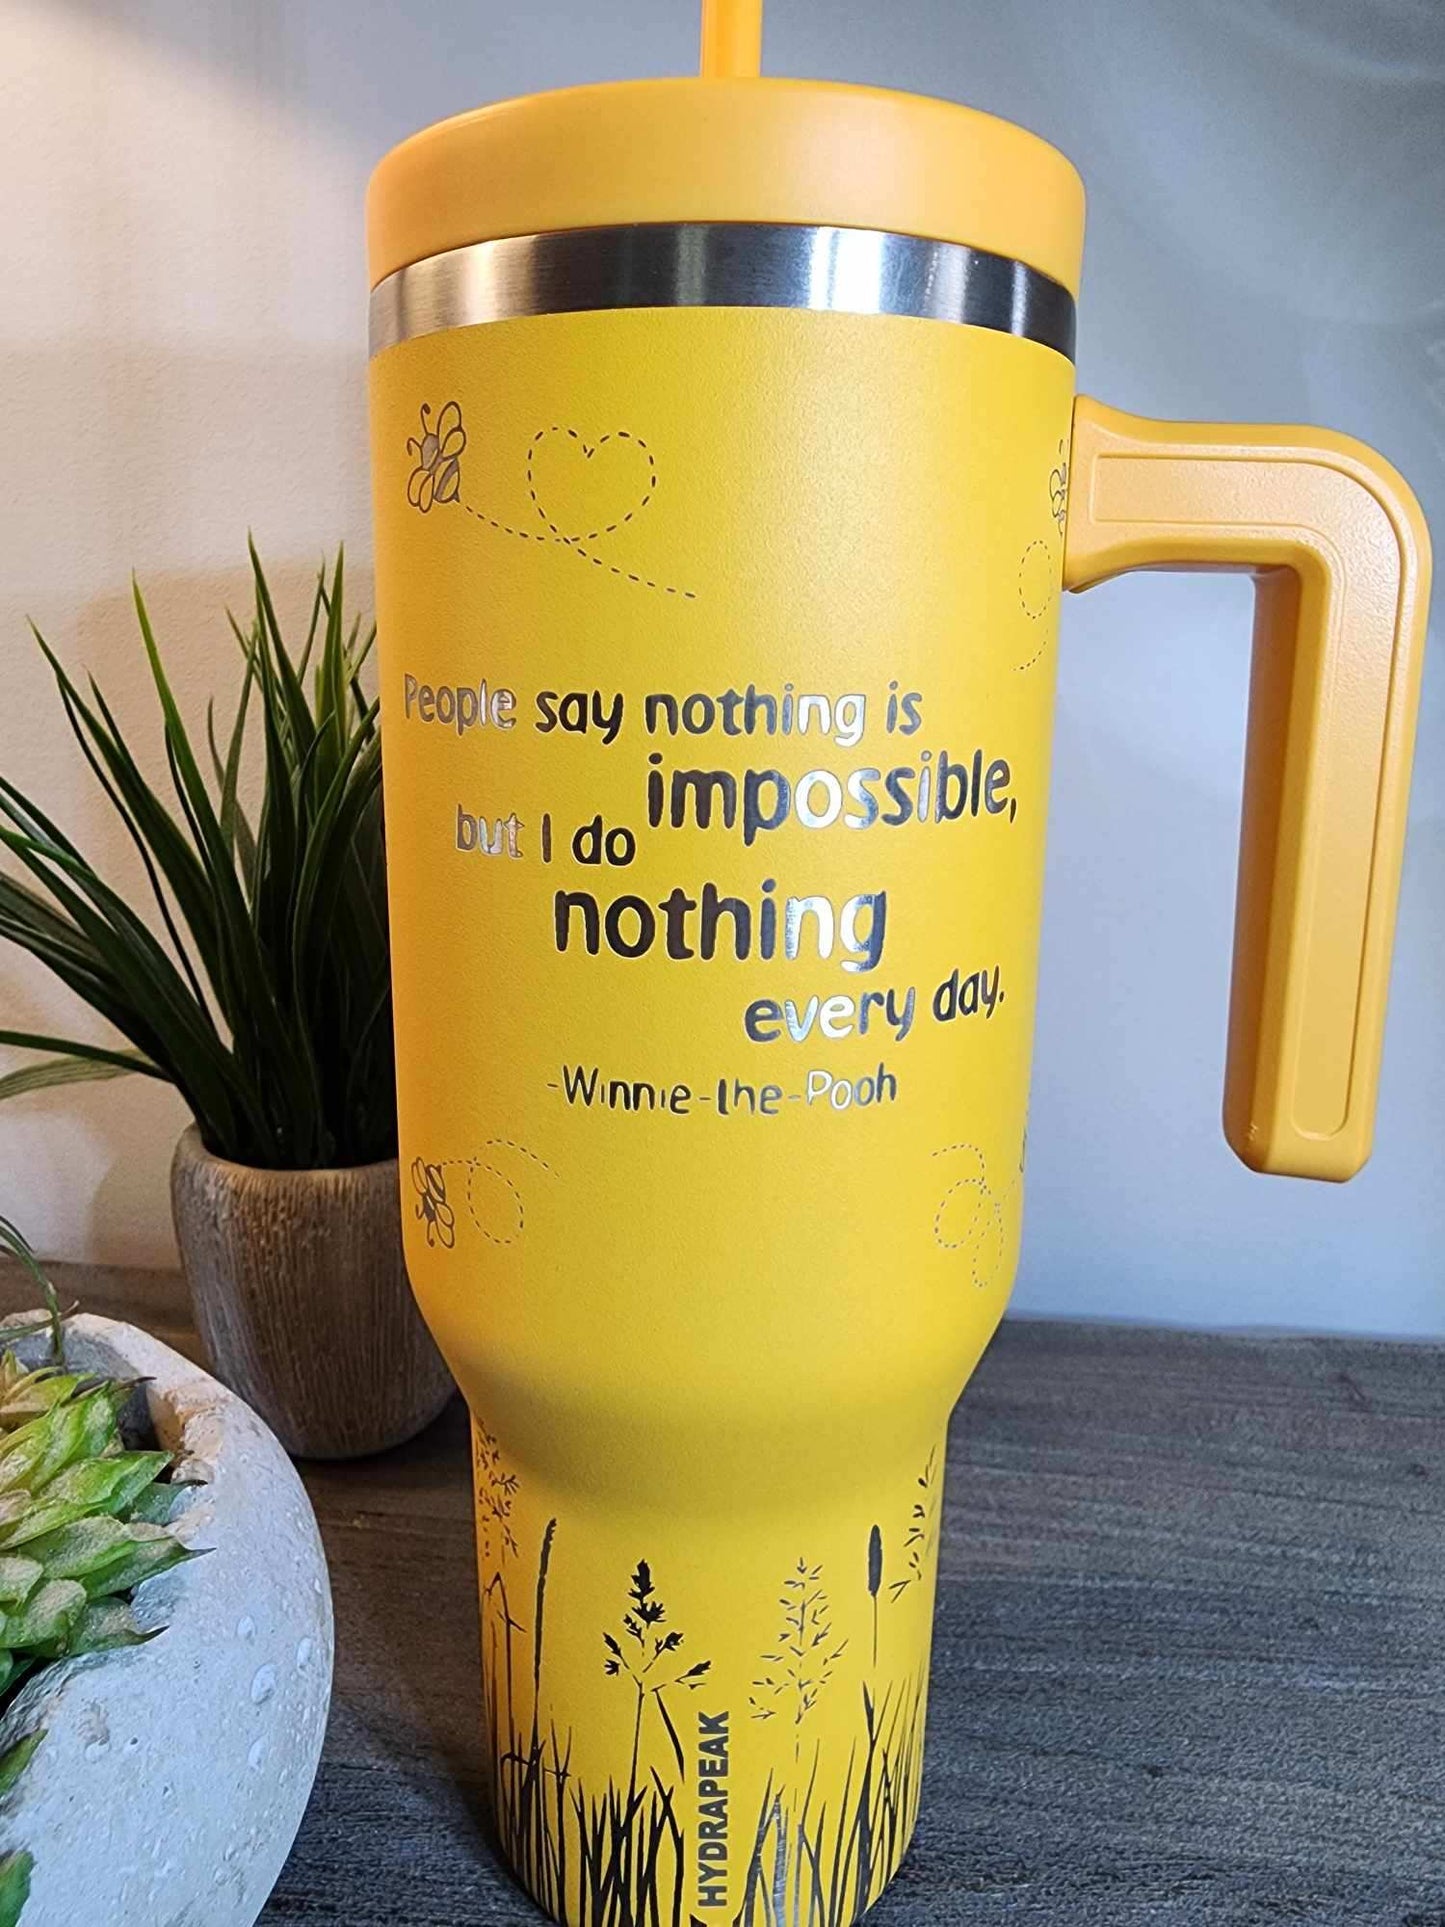 People say nothing is
impossible,
but I do
nothing
every day.
-Winnie-the-Pooh
HYDRAPEAK